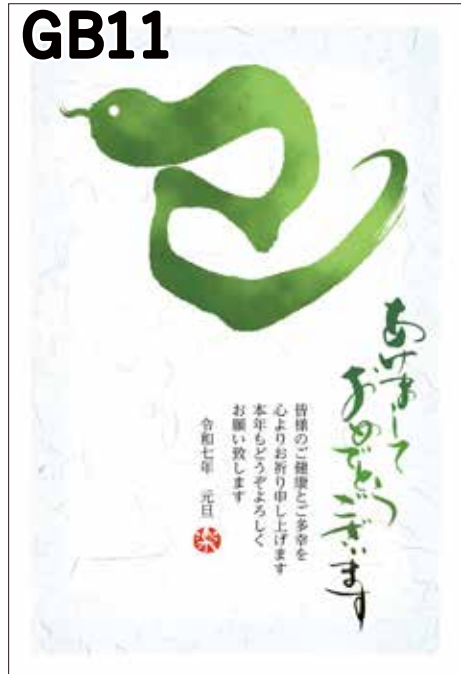 GB11
あけまして
おめでとう
ございます
皆様のご健康とご多幸を
心よりお祈り申し上げます
本年もどうぞよろしく
お願い致します
令和七年　元旦